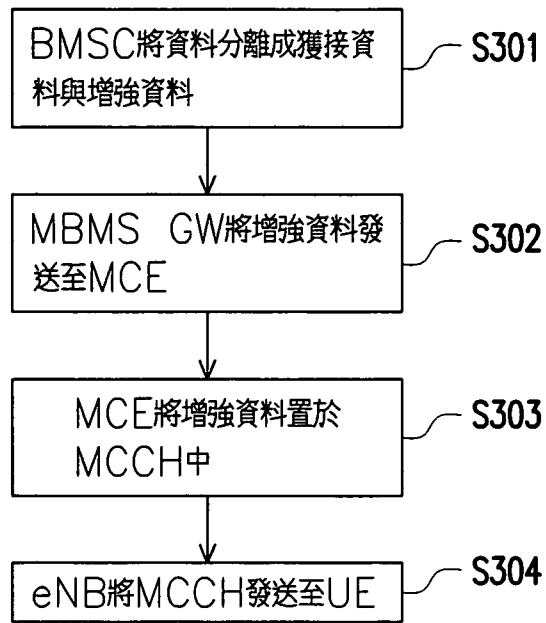 BMSC將資料分離成獲接資
料與增強資料
S301
MBMS GW將增強資料發
送至MCE
S302
MCE將增強資料置於
MCCH中
S303
eNB將MCCH發送至UE
S304